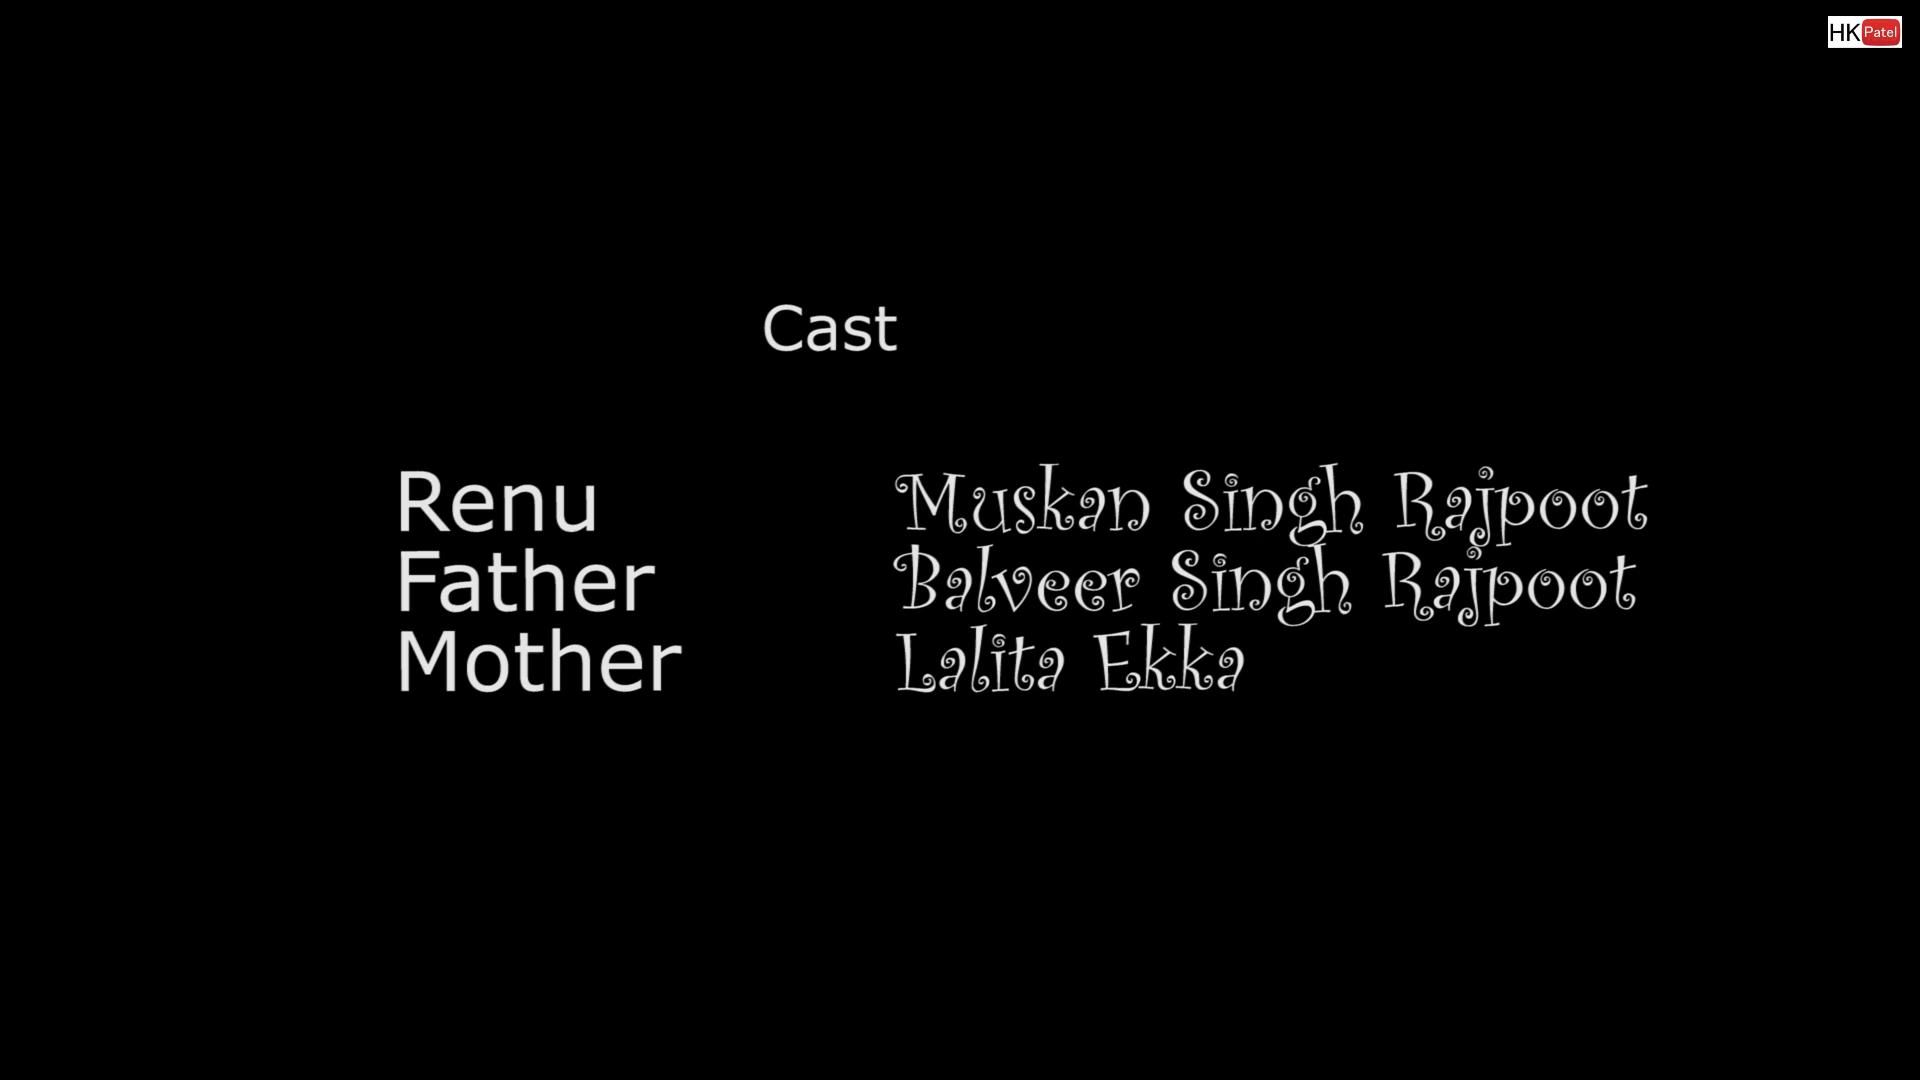 HK Patel
Cast
Renu Muskan Singh Rajpoot
Father Balveer Singh Rajpoot
Mother Lalita Ekka